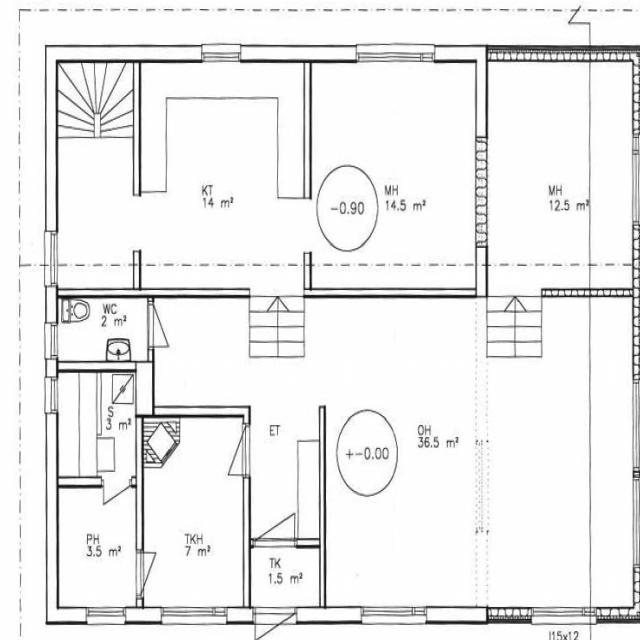 KT
14 m²
-0.90
MH
14.5 m²
MH
12.5 m²
WC
2 m²
S
3 m²
ET
OH
36.5 m²
+-0.00
PH
3.5 m²
TKH
7 m²
TK
1.5 m²
I15x12